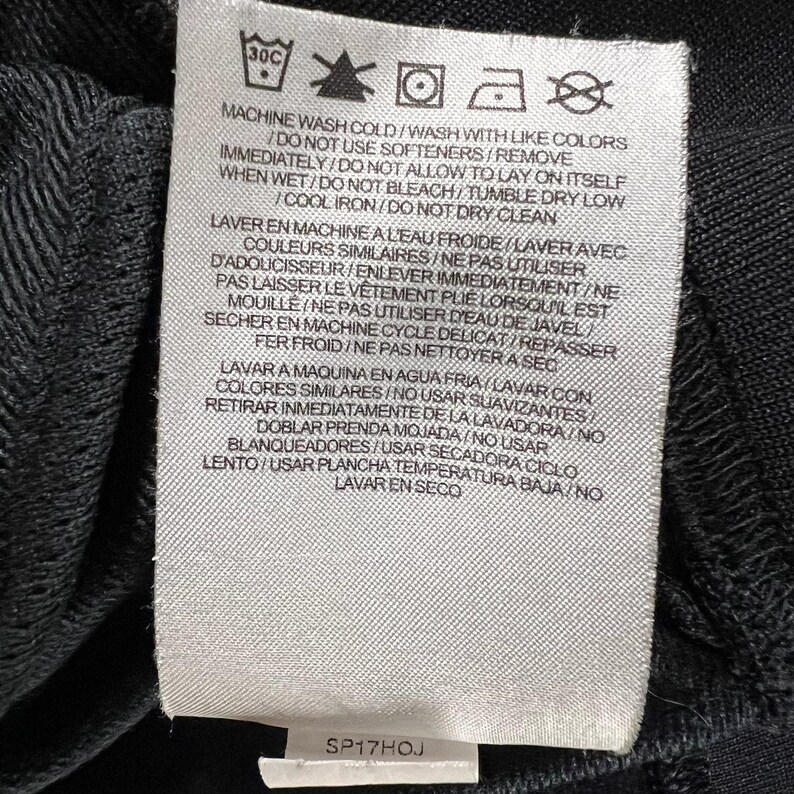 30C
MACHINE WASH COLD / WASH WITH LIKE COLORS
/ DO NOT USE SOFTENERS / REMOVE
IMMEDIATELY / DO NOT ALLOW TO LAY ON ITSELF
WHEN WET / DO NOT BLEACH / TUMBLE DRY LOW
/ COOL IRON / DO NOT DRY CLEAN
LAVER EN MACHINE A L'EAU FROIDE / LAVER AVEC
COULEURS SIMILAIRES / NE PAS UTILISER
D'ADOUCISSEUR / ENLEVER IMMEDIATEMENT / NE
PAS LAISSER LE VÊTEMENT PLIE LORSQU'IL EST
MOUILLÉ / NE PAS UTILISER D'EAU DE JAVEL /
SECHER EN MACHINE CYCLE DELICAT / REPASSER
FER FROID / NE PAS NETTOYER A SEC
LAVAR A MAQUINA EN AGUA FRIA / LAVAR CON
COLORES SIMILARES / NO USAR SUAVIZANTES /
RETIRAR INMEDIATAMENTE DE LA LAVADORA / NO
DOBLAR PRENDA MOJADA / NO USAR
BLANQUEADORES / USAR SECADORA CICLO
LENTO / USAR PLANCHA TEMPERATURA BAJA / NO
LAVAR EN SECO
SP17HOJ